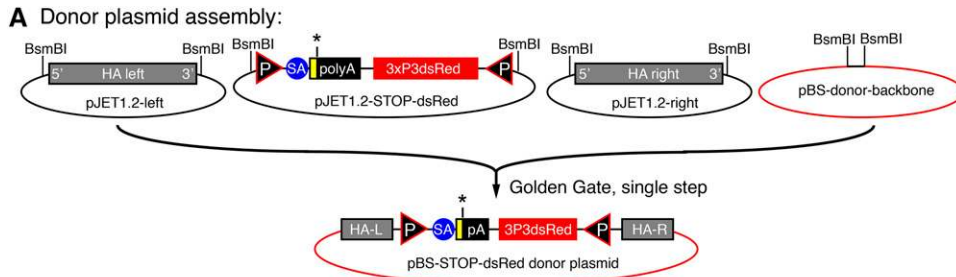 A Donor plasmid assembly:
BsmBI BsmBI BsmBI * BsmBI BsmBI BsmBI BsmBI BsmBI
5' HA left 3' P SA polyA 3xP3dsRed P 5' HA right 3'
pJET1.2-left pJET1.2-STOP-dsRed pJET1.2-right pBS-donor-backbone
Golden Gate, single step
*
HA-L P SA pA 3P3dsRed P HA-R
pBS-STOP-dsRed donor plasmid